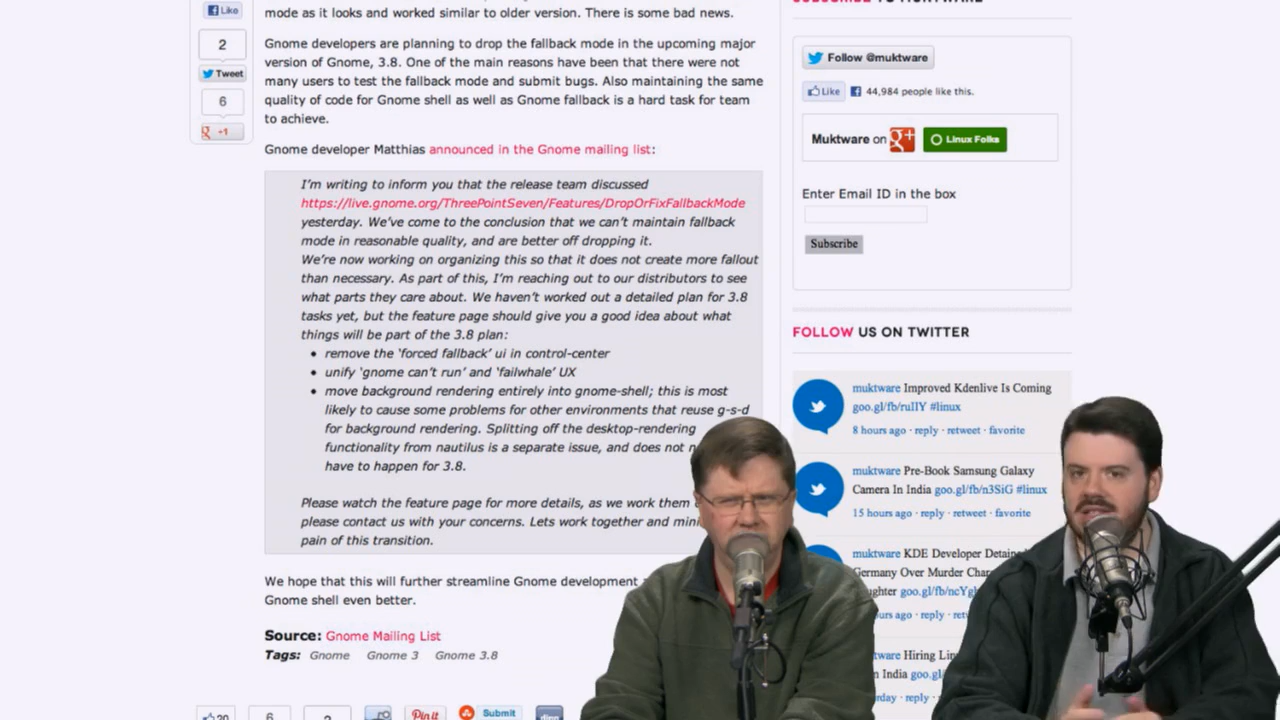 Like
2
Tweet
6
+1
mode as it looks and worked similar to older version. There is some bad news.
Gnome developers are planning to drop the fallback mode in the upcoming major
version of Gnome, 3.8. One of the main reasons have been that there were not
many users to test the fallback mode and submit bugs. Also maintaining the same
quality of code for Gnome shell as well as Gnome fallback is a hard task for team
to achieve.
Gnome developer Matthias announced in the Gnome mailing list:
I'm writing to inform you that the release team discussed
https://live.gnome.org/ThreePointSeven/Features/DropOrFixFallbackMode
yesterday. We've come to the conclusion that we can't maintain fallback
mode in reasonable quality, and are better off dropping it.
We're now working on organizing this so that it does not create more fallout
than necessary. As part of this, I'm reaching out to our distributors to see
what parts they care about. We haven't worked out a detailed plan for 3.8
tasks yet, but the feature page should give you a good idea about what
things will be part of the 3.8 plan:
• remove the 'forced fallback' ui in control-center
• unify 'gnome can't run' and 'failwhale' UX
• move background rendering entirely into gnome-shell; this is most
likely to cause some problems for other environments that reuse g-s-d
for background rendering. Splitting off the desktop-rendering
functionality from nautilus is a separate issue, and does not
have to happen for 3.8.
Please watch the feature page for more details, as we work them
please contact us with your concerns. Lets work together and
pain of this transition.
We hope that this will further streamline Gnome development
Gnome shell even better.
Source: Gnome Mailing List
Tags: Gnome Gnome 3 Gnome 3.8
20
6
Pin it
Submit
Follow @muktware
Like 44,984 people like this.
Muktware on g+ Linux Folks
Enter Email ID in the box
Subscribe
FOLLOW US ON TWITTER
muktware Improved Kdenlive Is Coming
goo.gl/fb/ruIIY #linux
8 hours ago · reply · retweet · favorite
muktware Pre-Book Samsung Galaxy
Camera In India goo.gl/fb/n3SiG #linux
15 hours ago · reply · retweet · favorite
muktware KDE Developer
Germany Over Murder
goo.gl/fb/
ago · reply
Hiring
India
reply